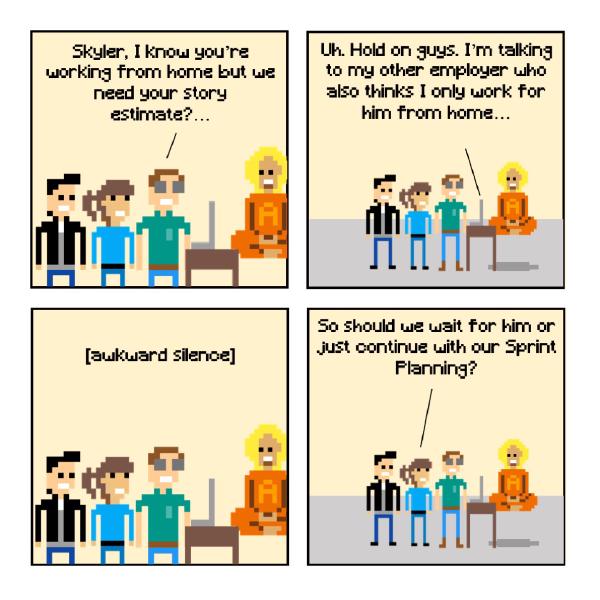 Skyler, I know you're
working from home but we
need your story
estimate?...
Uh. Hold on guys. I'm talking
to my other employer who
also thinks I only work for
him from home...
[awkward silence]
So should we wait for him or
just continue with our Sprint
Planning?